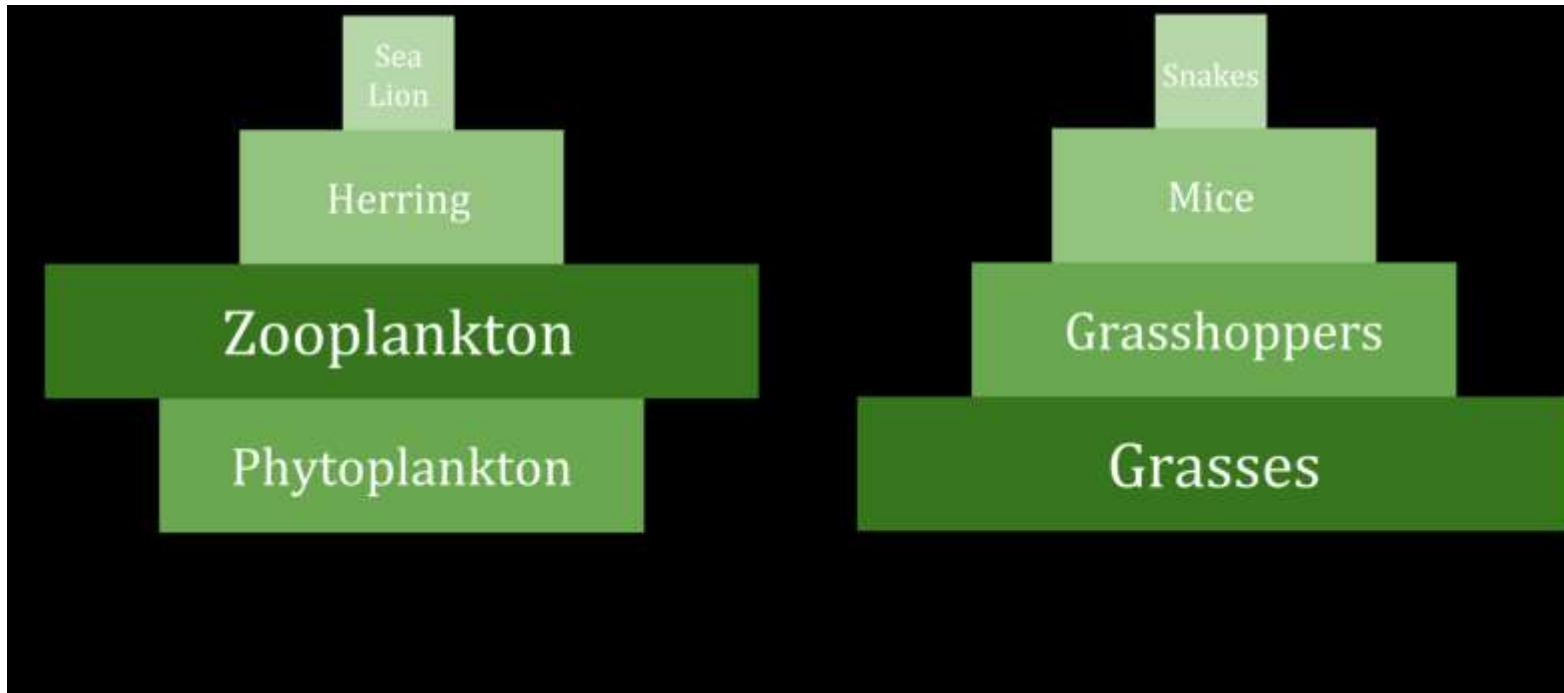 Sea
Lion
Herring
Zooplankton
Phytoplankton
Snakes
Mice
Grasshoppers
Grasses